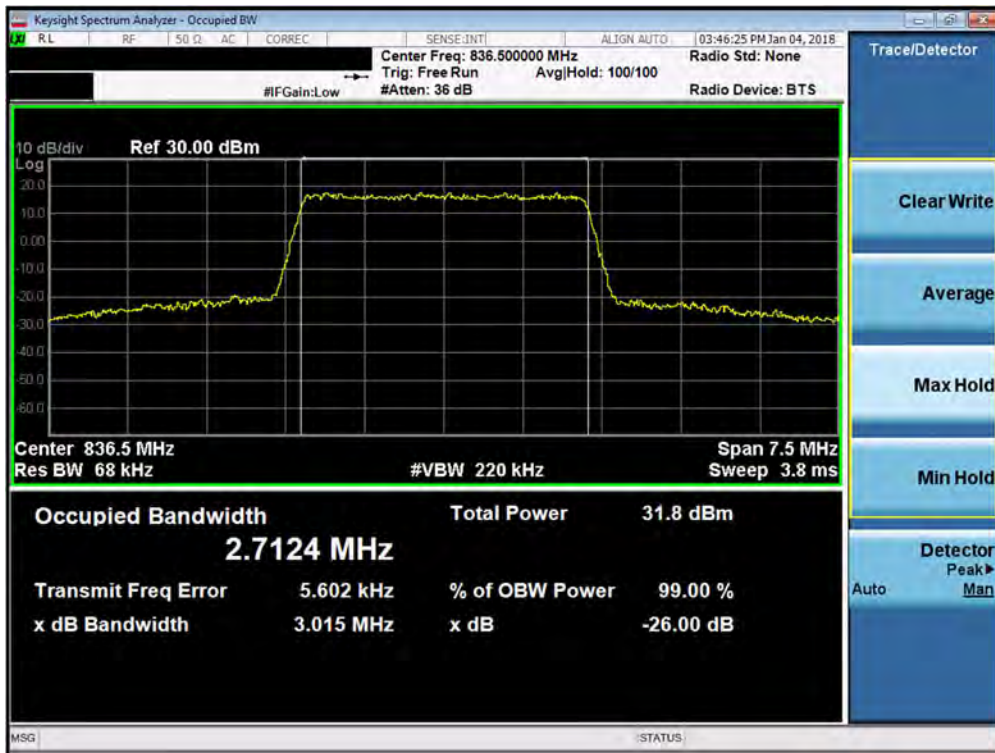 Keysight Spectrum Analyzer - Occupied BW
LXI RL RF 50 Ω AC CORREC SENSE:INT ALIGN AUTO 03:46:25 PM Jan 04, 2018
Center Freq: 836.500000 MHz Radio Std: None
Trig: Free Run Avg|Hold: 100/100
#IFGain:Low #Atten: 36 dB Radio Device: BTS
10 dB/div Ref 30.00 dBm
Log
20.0
10.0
0.00
-10.0
-20.0
-30.0
-40.0
-50.0
-60.0
Center 836.5 MHz Span 7.5 MHz
Res BW 68 kHz #VBW 220 kHz Sweep 3.8 ms
Occupied Bandwidth Total Power 31.8 dBm
2.7124 MHz
Transmit Freq Error 5.602 kHz % of OBW Power 99.00 %
x dB Bandwidth 3.015 MHz x dB -26.00 dB
MSG STATUS
Trace/Detector
Clear Write
Average
Max Hold
Min Hold
Detector
Peak▶
Auto Man